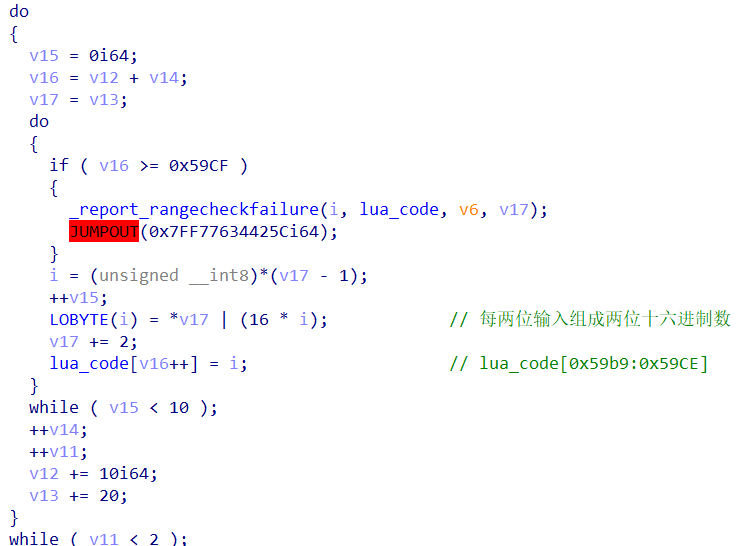 do
{
  v15 = 0i64;
  v16 = v12 + v14;
  v17 = v13;
  do
  {
    if ( v16 >= 0x59CF )
    {
      _report_rangecheckfailure(i, lua_code, v6, v17);
      JUMPOUT(0x7FF77634425Ci64);
    }
    i = (unsigned __int8)*(v17 - 1);
    ++v15;
    LOBYTE(i) = *v17 | (16 * i);                // 每两位输入组成两位十六进制数
    v17 += 2;
    lua_code[v16++] = i;                        // lua_code[0x59b9:0x59CE]
  }
  while ( v15 < 10 );
  ++v14;
  ++v11;
  v12 += 10i64;
  v13 += 20;
}
while ( v11 < 2 );